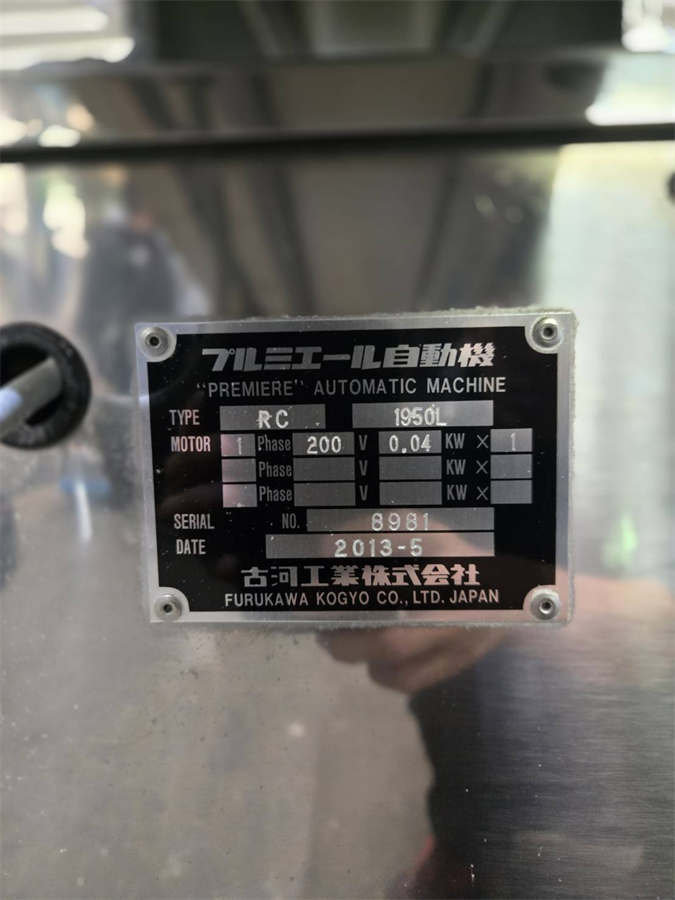 プルミエール自動機
"PREMIERE" AUTOMATIC MACHINE
TYPE RC 1950L
MOTOR 1 Phase 200 V 0.04 KW × 1
Phase V KW ×
Phase V KW ×
SERIAL NO. 8981
DATE 2013-5
古河工業株式会社
FURUKAWA KOGYO CO., LTD. JAPAN